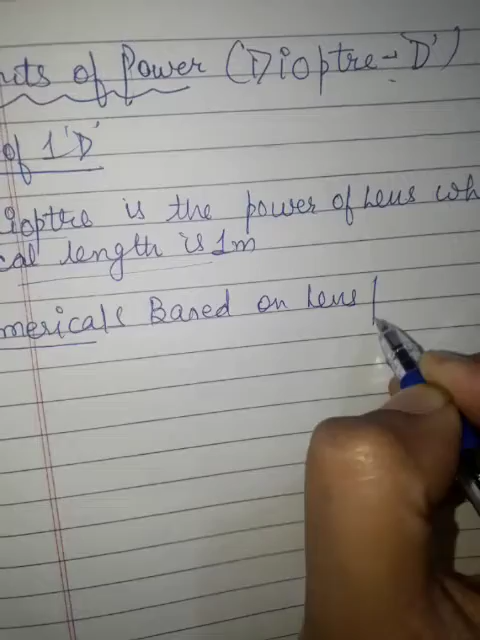 nits of Power (Dioptre - 'D')
of 1'D'
ioptre is the power of Lens wh
cal length is 1m
mericals Based on Lens